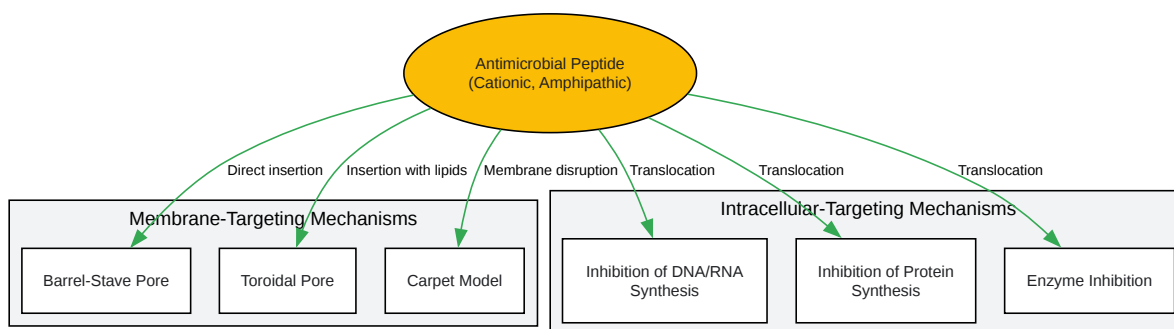 Antimicrobial Peptide
(Cationic, Amphipathic)
Direct insertion
Insertion with lipids
Membrane disruption
Translocation
Translocation
Translocation
Membrane-Targeting Mechanisms
Intracellular-Targeting Mechanisms
Barrel-Stave Pore
Toroidal Pore
Carpet Model
Inhibition of DNA/RNA
Synthesis
Inhibition of Protein
Synthesis
Enzyme Inhibition